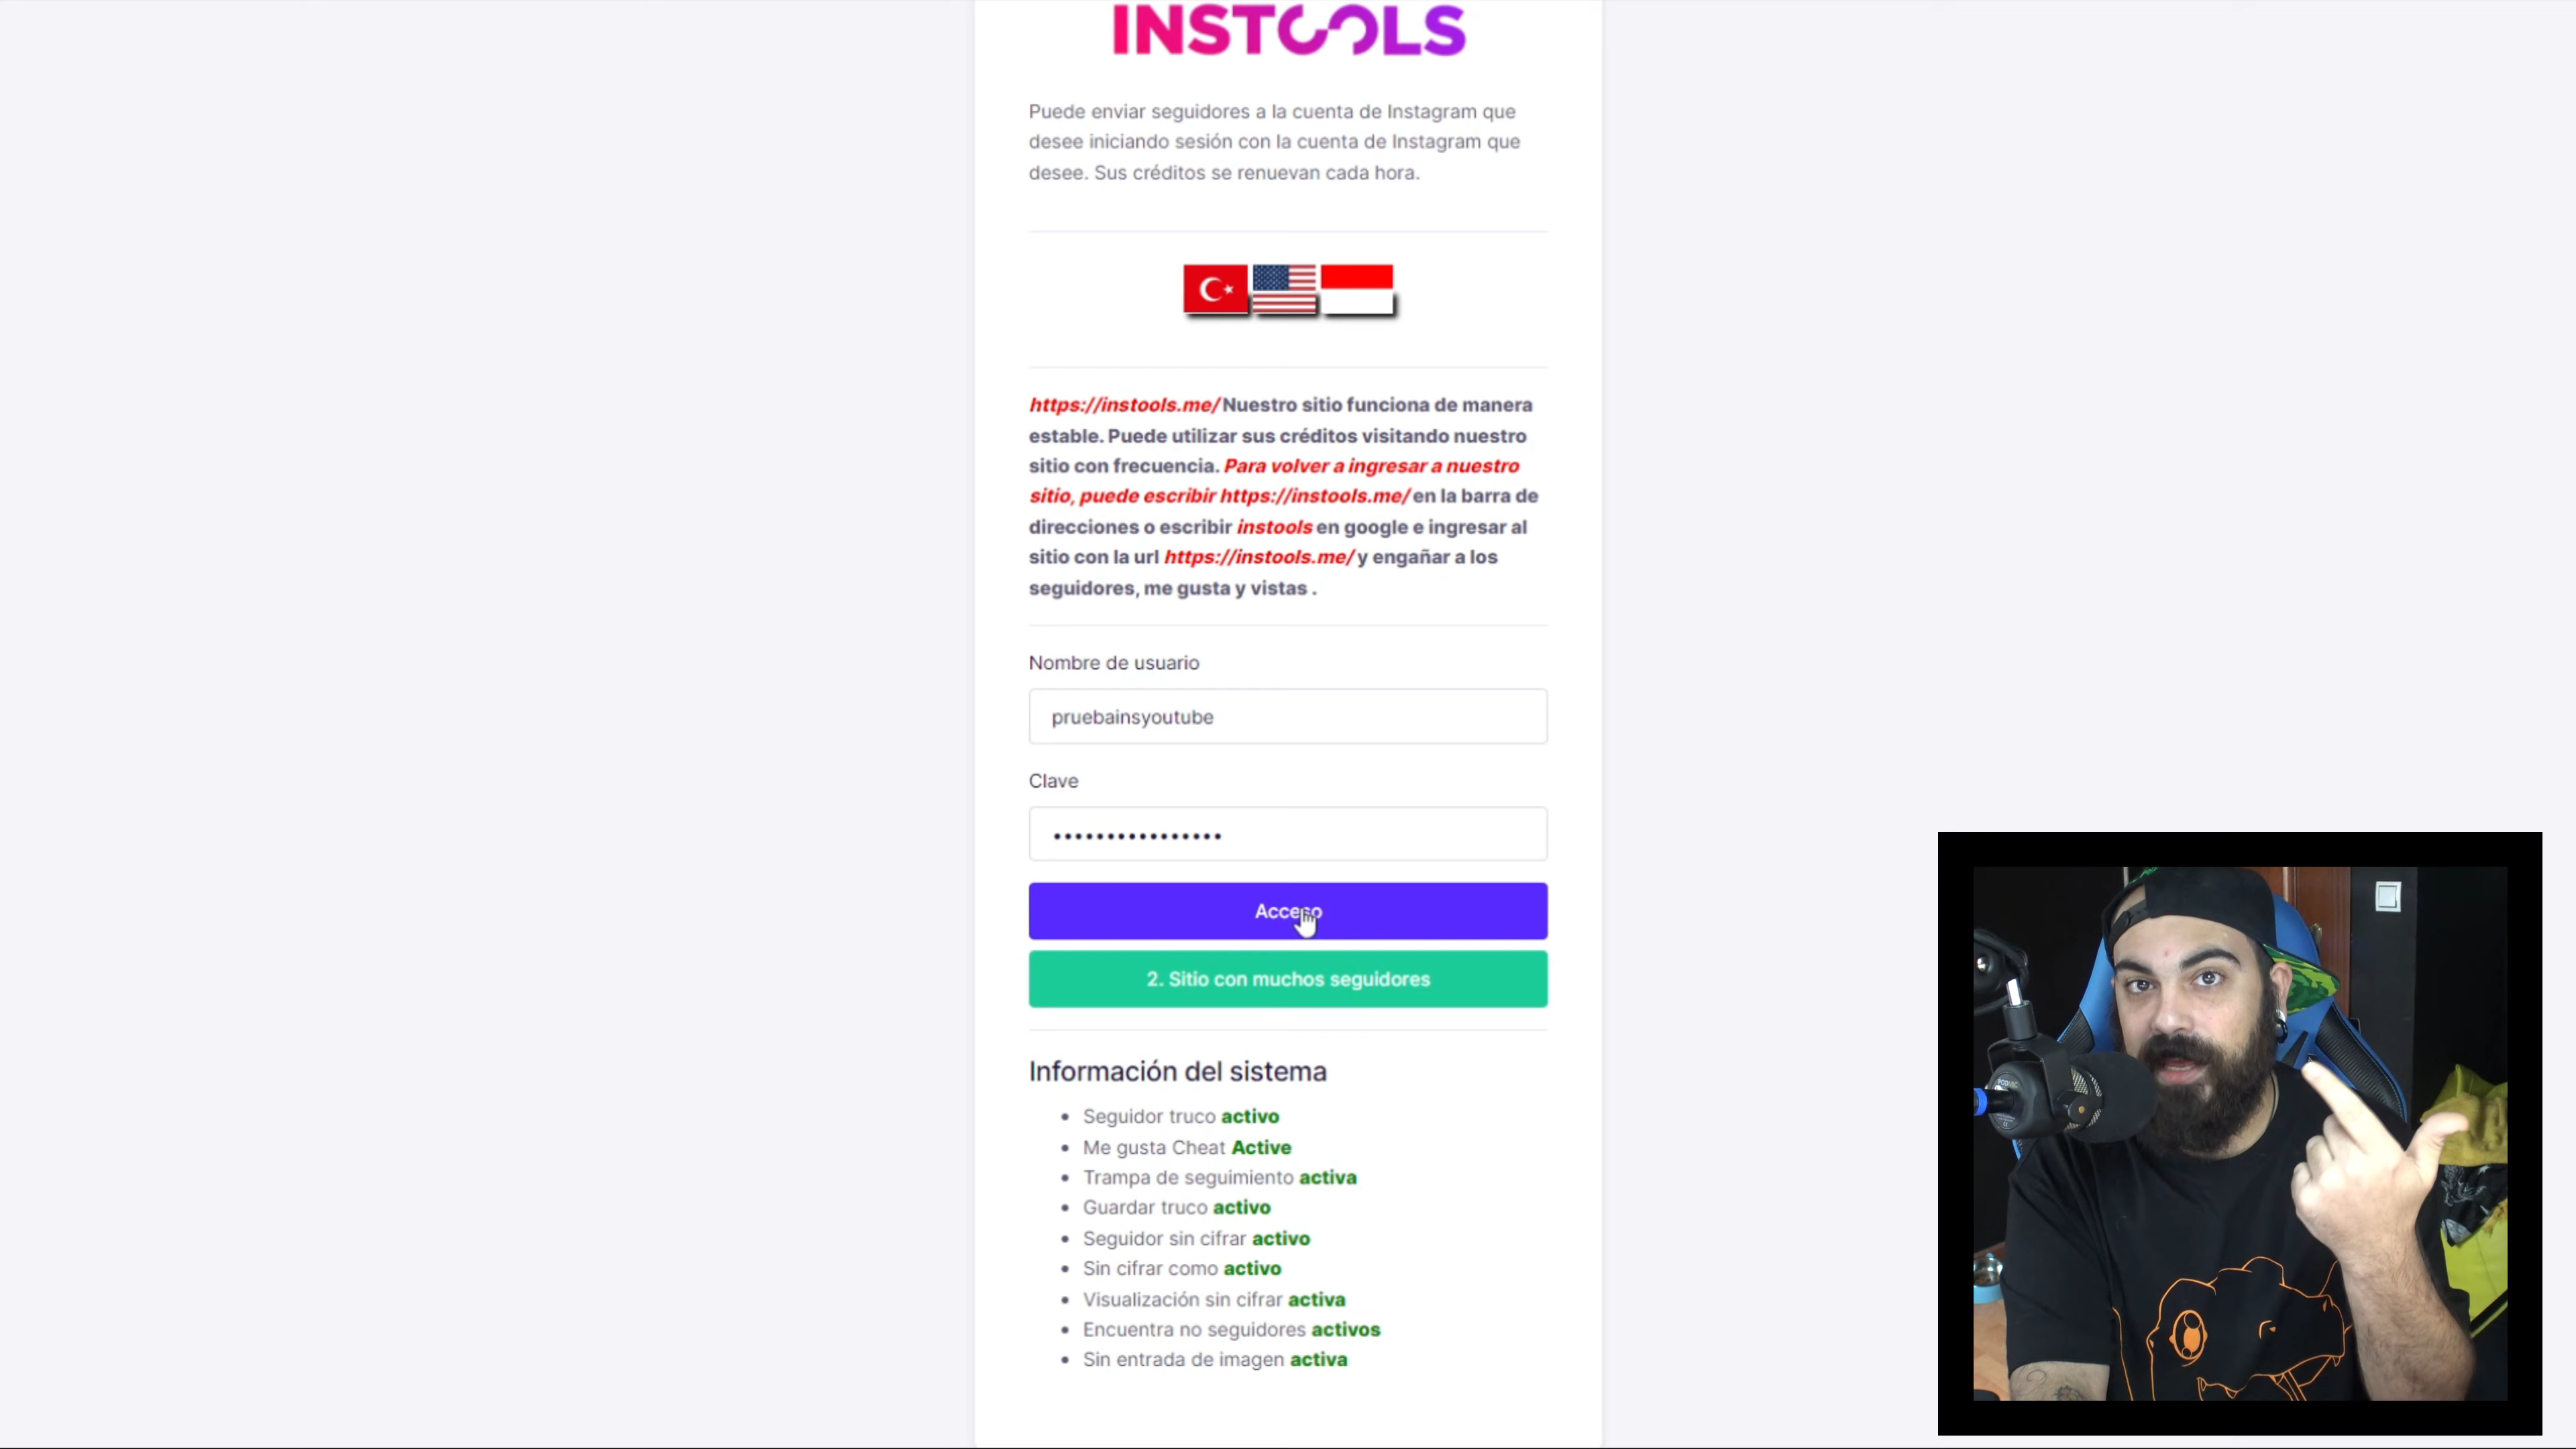 INSTOOLS
Puede enviar seguidores a la cuenta de Instagram que
desee iniciando sesión con la cuenta de Instagram que
desee. Sus créditos se renuevan cada hora.
https://instools.me/ Nuestro sitio funciona de manera
estable. Puede utilizar sus créditos visitando nuestro
sitio con frecuencia. Para volver a ingresar a nuestro
sitio, puede escribir https://instools.me/ en la barra de
direcciones o escribir instools en google e ingresar al
sitio con la url https://instools.me/ y engañar a los
seguidores, me gusta y vistas .
Nombre de usuario
pruebainsyoutube
Clave
••••••••••••••••
Acceso
2. Sitio con muchos seguidores
Información del sistema
• Seguidor truco activo
• Me gusta Cheat Active
• Trampa de seguimiento activa
• Guardar truco activo
• Seguidor sin cifrar activo
• Sin cifrar como activo
• Visualización sin cifrar activa
• Encuentra no seguidores activos
• Sin entrada de imagen activa